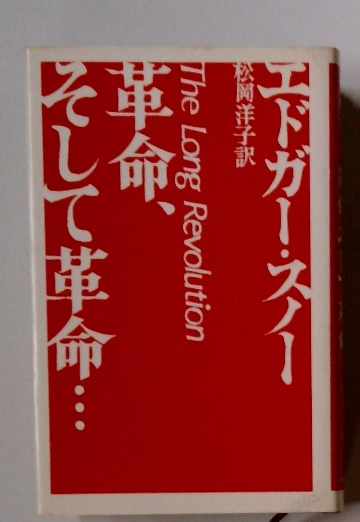 エドガー・スノー
松岡洋子訳
The Long Revolution
革命、
そして革命…